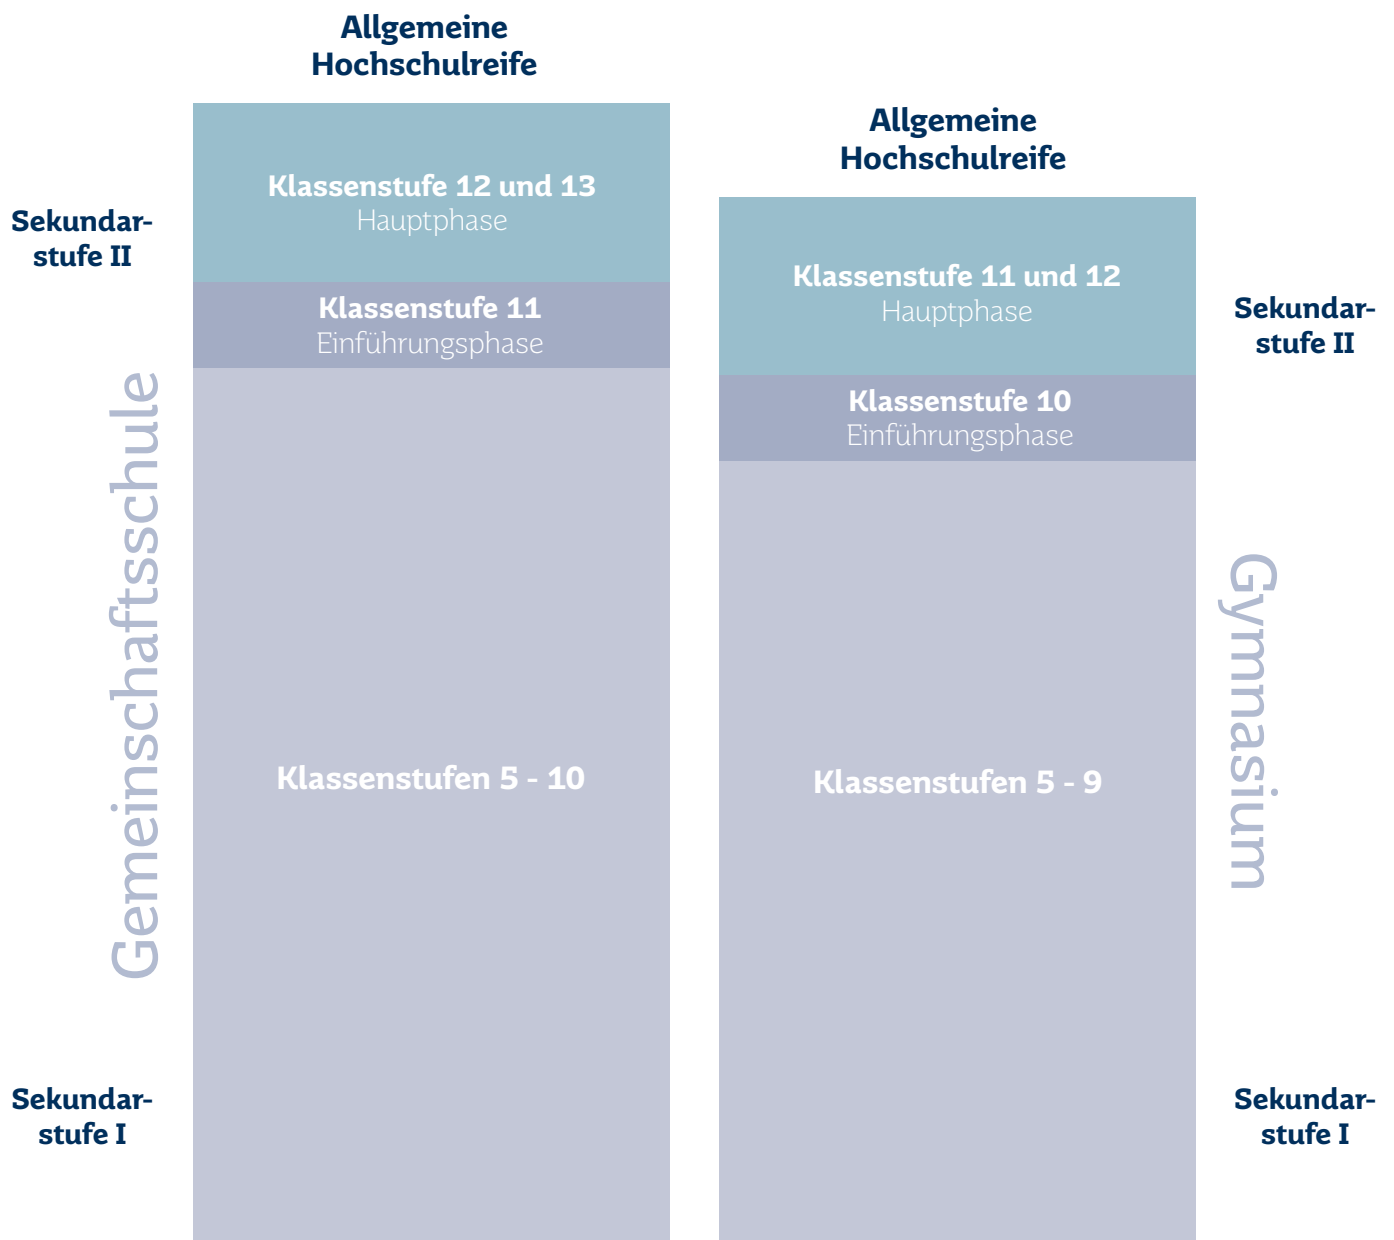 Allgemeine
Hochschulreife
Sekundar-
stufe II
Klassenstufe 12 und 13
Hauptphase
Klassenstufe 11
Einführungsphase
Gemeinschaftsschule
Klassenstufen 5 - 10
Sekundar-
stufe I
Allgemeine
Hochschulreife
Klassenstufe 11 und 12
Hauptphase
Sekundar-
stufe II
Klassenstufe 10
Einführungsphase
Klassenstufen 5 - 9
Gymnasium
Sekundar-
stufe I